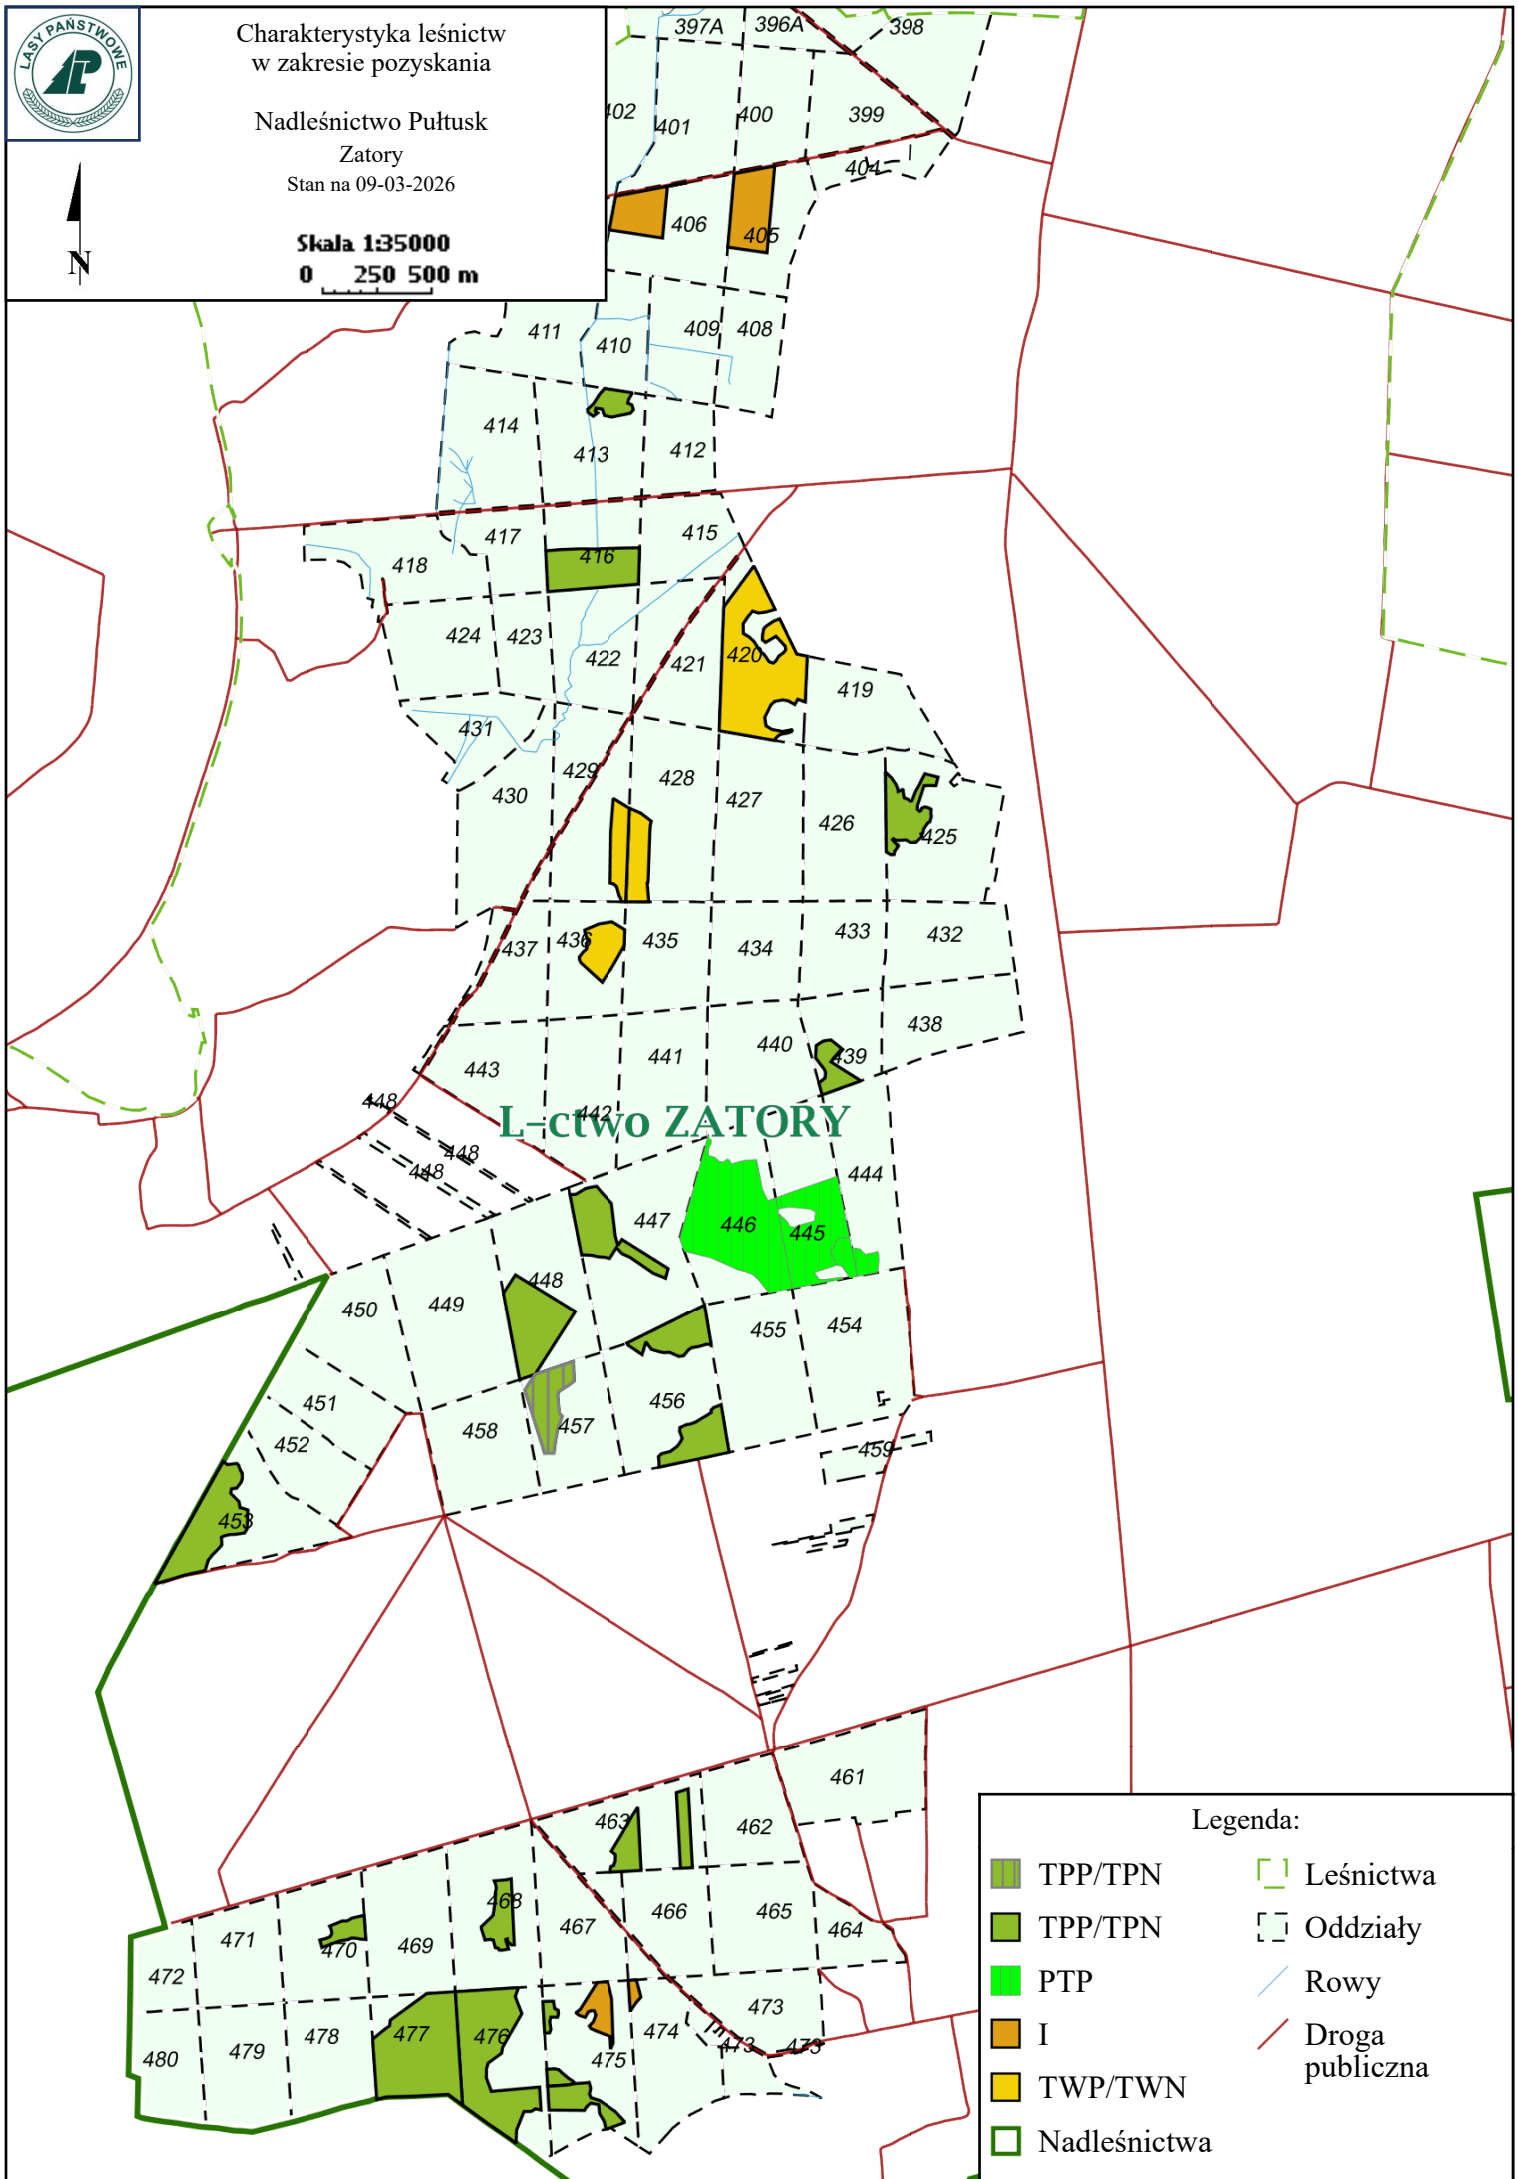 LASY PAŃSTWOWE
LP
Charakterystyka leśnictw
w zakresie pozyskania
Nadleśnictwo Pułtusk
Zatory
Stan na 09-03-2026
Skala 1:35000
0 250 500 m
N
397A 396A 398
402 401 400 399
404
406 405
411 410 409 408
414 413 412
418 417 416 415
424 423 422 421 420 419
431
430 429 428 427 426 425
437 436 435 434 433 432
443 442 441 440 439 438
448
448
448
L-ctwo ZATORY
447 446 445 444
450 449 448 455 454
451
452
458 457 456
459
453
461
463 462
468 467 466 465 464
472 471 470 469
480 479 478 477 476 475 474 473
473 473
Legenda:
TPP/TPN
TPP/TPN
PTP
I
TWP/TWN
Nadleśnictwa
Leśnictwa
Oddziały
Rowy
Droga
publiczna